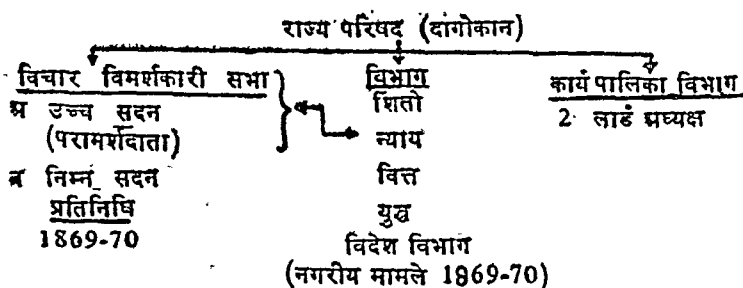 राज्य परिषद (दागोकान)
विचार विमर्शकारी सभा
अ उच्च सदन
(परामर्शदाता)
ब निम्न सदन
प्रतिनिधि
1869-70
विभाग
शितो
न्याय
वित्त
युद्ध
विदेश विभाग
(नगरीय मामले 1869-70)
कार्यपालिका विभाग
2 लार्ड अध्यक्ष